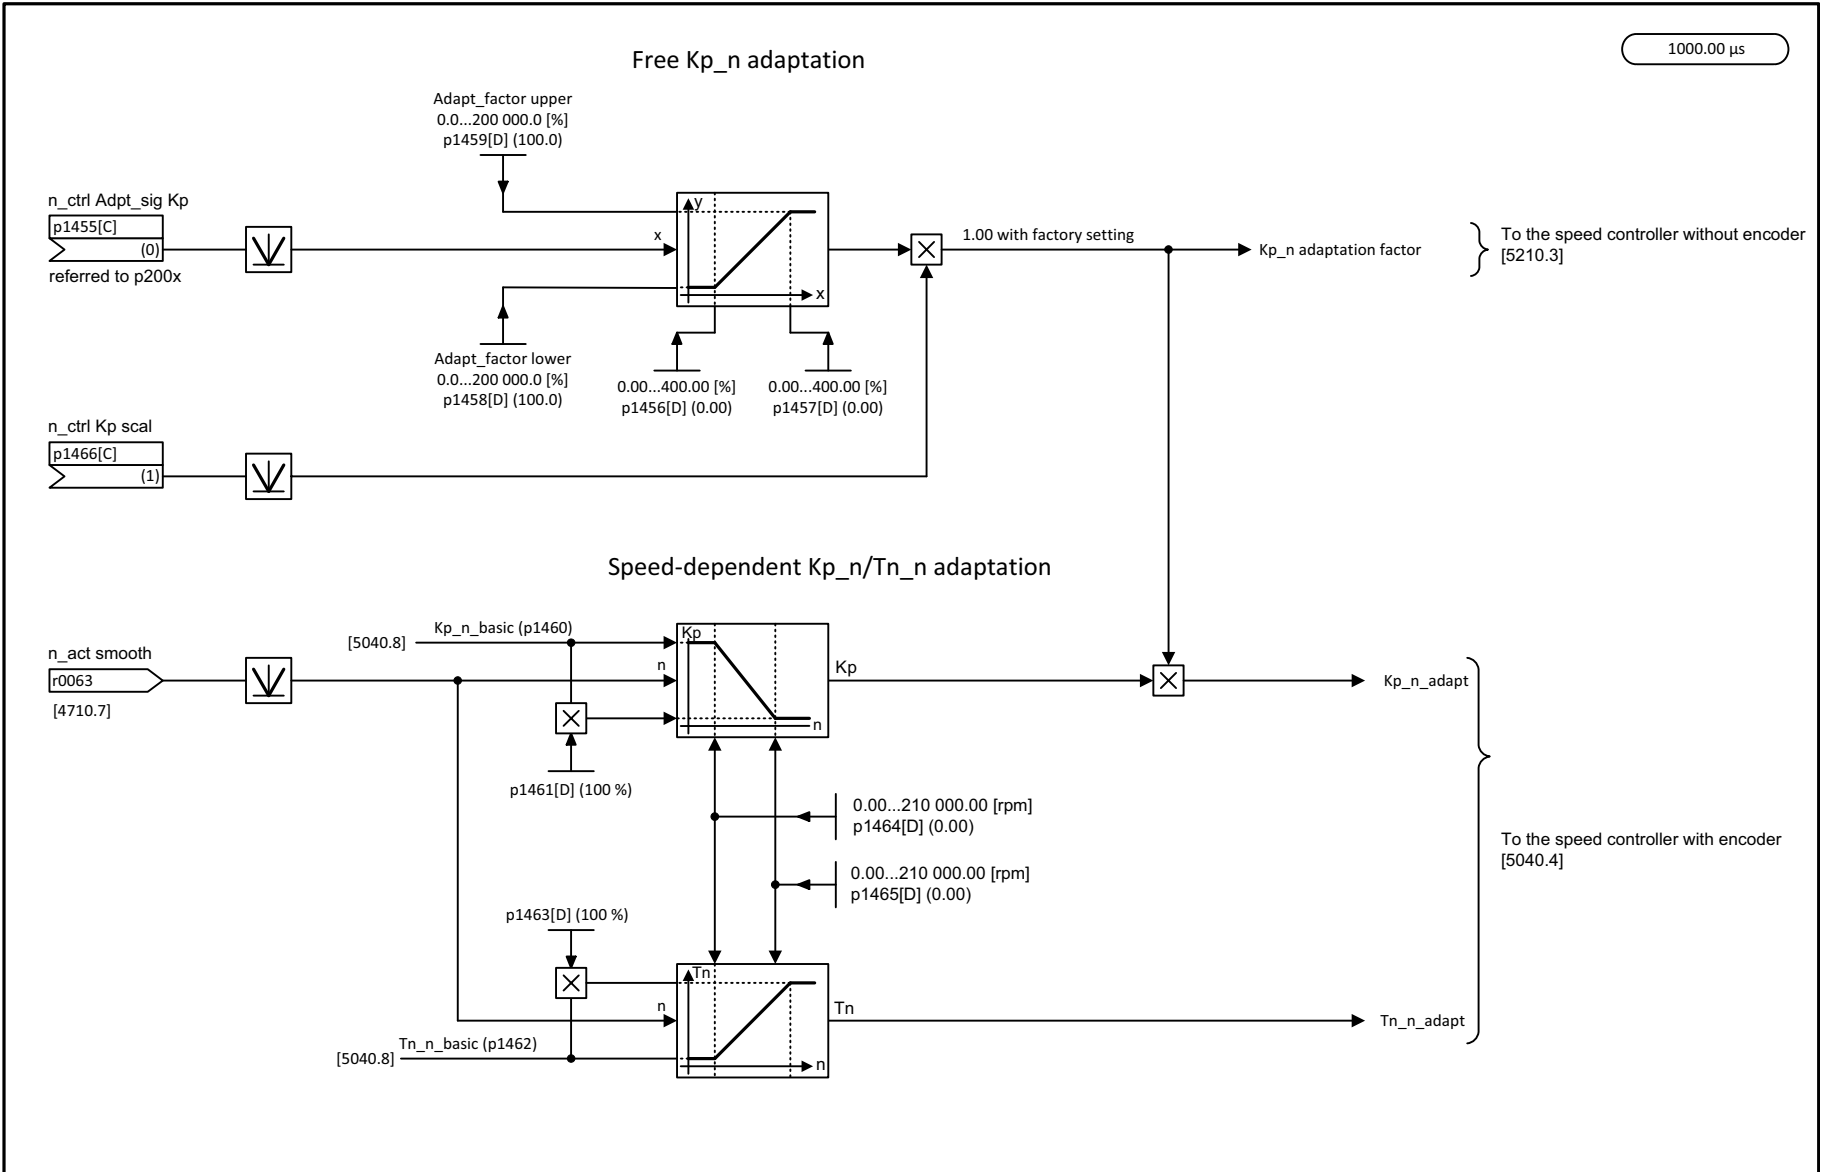 Free Kp_n adaptation
1000.00 µs
Adapt_factor upper
0.0...200 000.0 [%]
p1459[D] (100.0)
n_ctrl Adpt_sig Kp
p1455[C]
(0)
referred to p200x
x
y
x
1.00 with factory setting
Kp_n adaptation factor
To the speed controller without encoder
[5210.3]
Adapt_factor lower
0.0...200 000.0 [%]
p1458[D] (100.0)
0.00...400.00 [%]
p1456[D] (0.00)
0.00...400.00 [%]
p1457[D] (0.00)
n_ctrl Kp scal
p1466[C]
(1)
Speed-dependent Kp_n/Tn_n adaptation
n_act smooth
r0063
[4710.7]
[5040.8]
Kp_n_basic (p1460)
Kp
n
n
Kp
Kp_n_adapt
p1461[D] (100 %)
0.00...210 000.00 [rpm]
p1464[D] (0.00)
0.00...210 000.00 [rpm]
p1465[D] (0.00)
To the speed controller with encoder
[5040.4]
p1463[D] (100 %)
Tn
n
n
Tn
Tn_n_adapt
[5040.8]
Tn_n_basic (p1462)